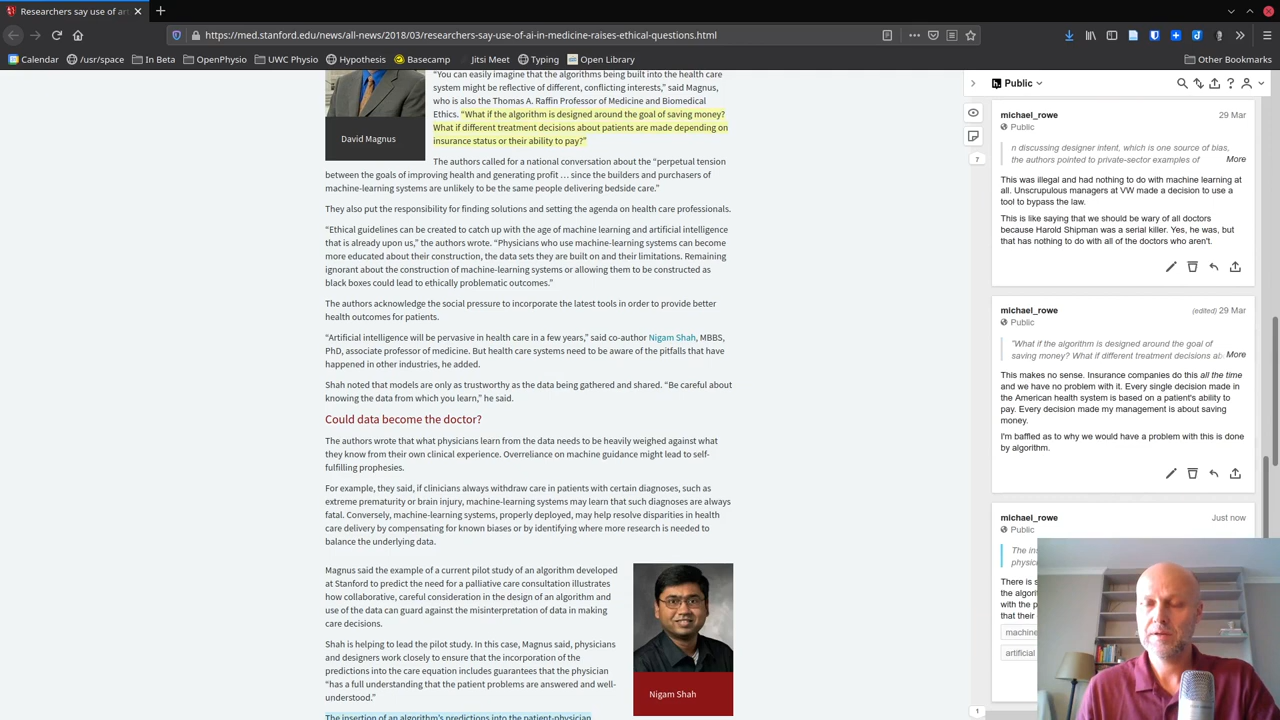 Researchers say use of ar
https://med.stanford.edu/news/all-news/2018/03/researchers-say-use-of-ai-in-medicine-raises-ethical-questions.html
Calendar
/usr/space
In Beta
OpenPhysio
UWC Physio
Hypothesis
Basecamp
Jitsi Meet
Typing
Open Library
Other Bookmarks
David Magnus
“You can easily imagine that the algorithms being built into the health care
system might be reflective of different, conflicting interests,” said Magnus,
who is also the Thomas A. Raffin Professor of Medicine and Biomedical
Ethics. “What if the algorithm is designed around the goal of saving money?
What if different treatment decisions about patients are made depending on
insurance status or their ability to pay?”
The authors called for a national conversation about the “perpetual tension
between the goals of improving health and generating profit … since the builders and purchasers of
machine-learning systems are unlikely to be the same people delivering bedside care.”
They also put the responsibility for finding solutions and setting the agenda on health care professionals.
“Ethical guidelines can be created to catch up with the age of machine learning and artificial intelligence
that is already upon us,” the authors wrote. “Physicians who use machine-learning systems can become
more educated about their construction, the data sets they are built on and their limitations. Remaining
ignorant about the construction of machine-learning systems or allowing them to be constructed as
black boxes could lead to ethically problematic outcomes.”
The authors acknowledge the social pressure to incorporate the latest tools in order to provide better
health outcomes for patients.
“Artificial intelligence will be pervasive in health care in a few years,” said co-author Nigam Shah, MBBS,
PhD, associate professor of medicine. But health care systems need to be aware of the pitfalls that have
happened in other industries, he added.
Shah noted that models are only as trustworthy as the data being gathered and shared. “Be careful about
knowing the data from which you learn,” he said.
Could data become the doctor?
The authors wrote that what physicians learn from the data needs to be heavily weighed against what
they know from their own clinical experience. Overreliance on machine guidance might lead to self-
fulfilling prophesies.
For example, they said, if clinicians always withdraw care in patients with certain diagnoses, such as
extreme prematurity or brain injury, machine-learning systems may learn that such diagnoses are always
fatal. Conversely, machine-learning systems, properly deployed, may help resolve disparities in health
care delivery by compensating for known biases or by identifying where more research is needed to
balance the underlying data.
Magnus said the example of a current pilot study of an algorithm developed
at Stanford to predict the need for a palliative care consultation illustrates
how collaborative, careful consideration in the design of an algorithm and
use of the data can guard against the misinterpretation of data in making
care decisions.
Shah is helping to lead the pilot study. In this case, Magnus said, physicians
and designers work closely to ensure that the incorporation of the
predictions into the care equation includes guarantees that the physician
“has a full understanding that the patient problems are answered and well-
understood.”
Nigam Shah
The insertion of an algorithm’s predictions into the patient-physician
Public
7
1
michael_rowe
29 Mar
Public
n discussing designer intent, which is one source of bias,
the authors pointed to private-sector examples of
More
This was illegal and had nothing to do with machine learning at
all. Unscrupulous managers at VW made a decision to use a
tool to bypass the law.
This is like saying that we should be wary of all doctors
because Harold Shipman was a serial killer. Yes, he was, but
that has nothing to do with all of the doctors who aren't.
michael_rowe
(edited) 29 Mar
Public
"What if the algorithm is designed around the goal of
saving money? What if different treatment decisions ab
More
This makes no sense. Insurance companies do this all the time
and we have no problem with it. Every single decision made in
the American health system is based on a patient's ability to
pay. Every decision made my management is about saving
money.
I'm baffled as to why we would have a problem with this is done
by algorithm.
michael_rowe
Just now
Public
The in
physic
There is s
the algori
with the p
that their
machine
artificial